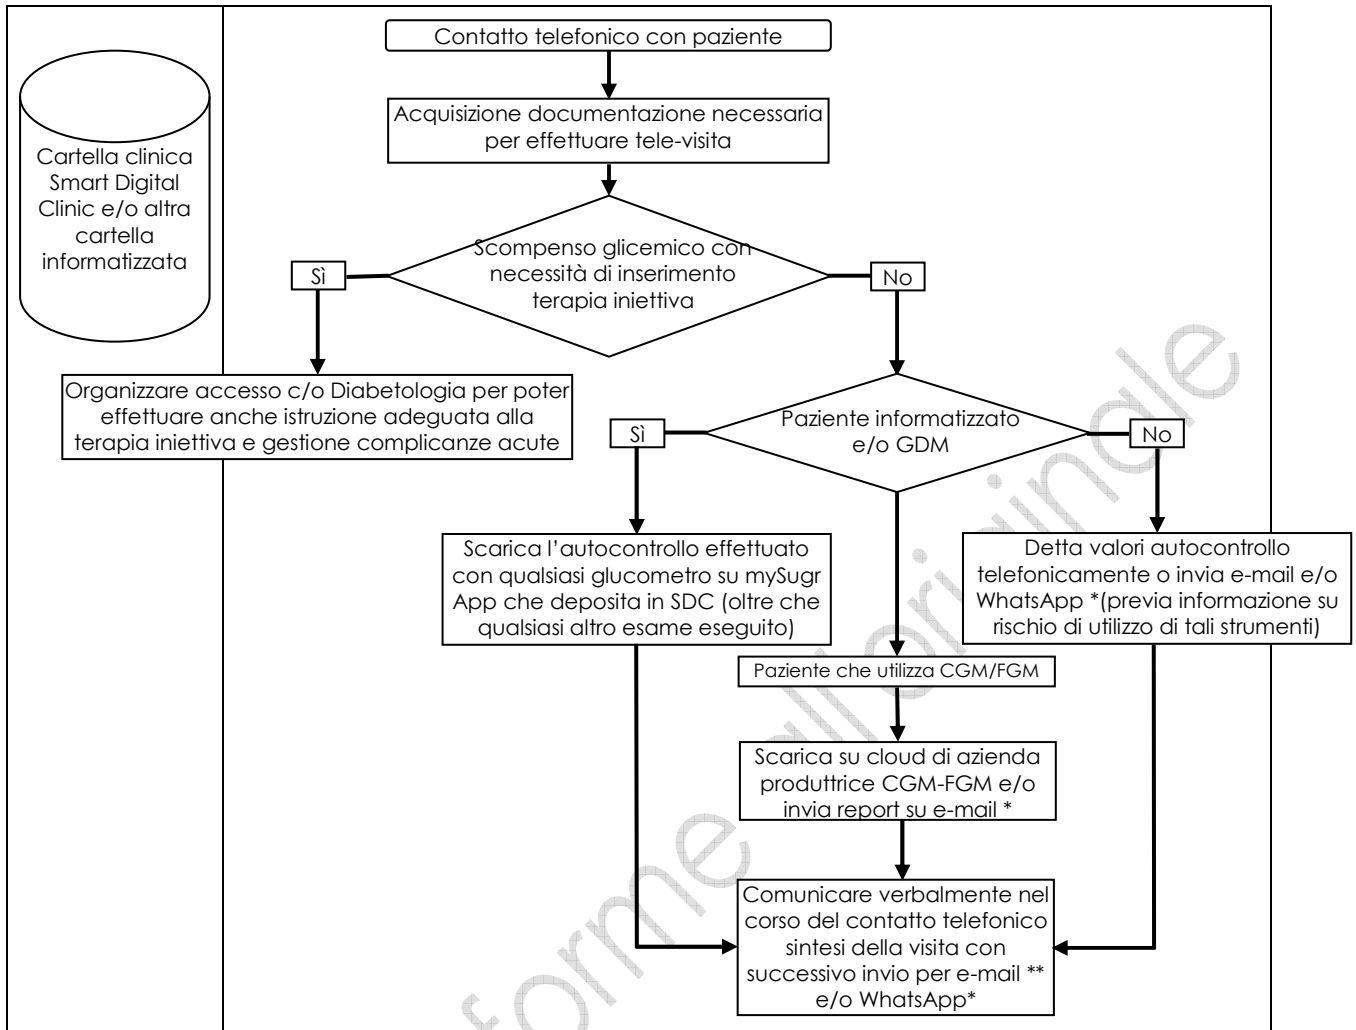 Contatto telefonico con paziente
Acquisizione documentazione necessaria
per effettuare tele-visita
Cartella clinica
Smart Digital
Clinic e/o altra
cartella
informatizzata
Scompenso glicemico con
necessità di inserimento
terapia iniettiva
Sì
No
Organizzare accesso c/o Diabetologia per poter
effettuare anche istruzione adeguata alla
terapia iniettiva e gestione complicanze acute
Paziente informatizzato
e/o GDM
Sì
No
Scarica l'autocontrollo effettuato
con qualsiasi glucometro su mySugr
App che deposita in SDC (oltre che
qualsiasi altro esame eseguito)
Detta valori autocontrollo
telefonicamente o invia e-mail e/o
WhatsApp *(previa informazione su
rischio di utilizzo di tali strumenti)
Paziente che utilizza CGM/FGM
Scarica su cloud di azienda
produttrice CGM-FGM e/o
invia report su e-mail *
Comunicare verbalmente nel
corso del contatto telefonico
sintesi della visita con
successivo invio per e-mail **
e/o WhatsApp*
forme all'originale